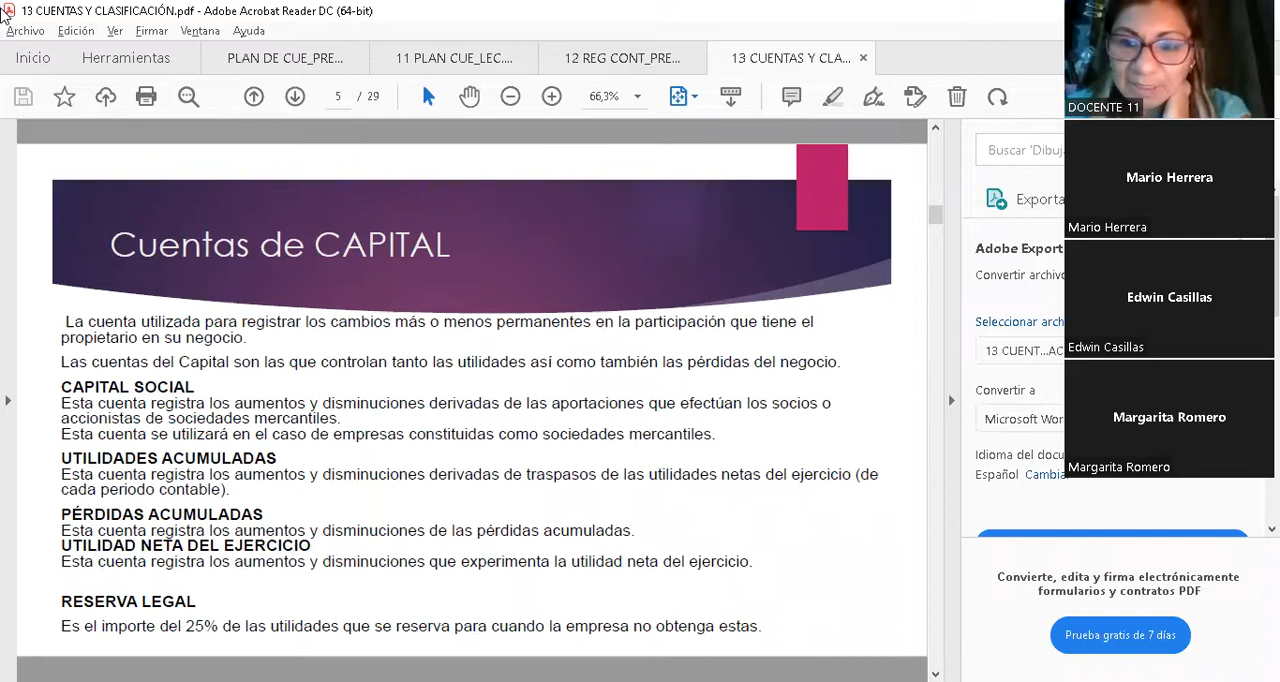 13 CUENTAS Y CLASIFICACIÓN.pdf - Adobe Acrobat Reader DC (64-bit)
Archivo Edición Ver Firmar Ventana Ayuda
Inicio Herramientas PLAN DE CUE_PRE... 11 PLAN CUE_LEC.... 12 REG CONT_PRE... 13 CUENTAS Y CLA... ×
5 / 29 66,3%
Cuentas de CAPITAL
La cuenta utilizada para registrar los cambios más o menos permanentes en la participación que tiene el
propietario en su negocio.
Las cuentas del Capital son las que controlan tanto las utilidades así como también las pérdidas del negocio.
CAPITAL SOCIAL
Esta cuenta registra los aumentos y disminuciones derivadas de las aportaciones que efectúan los socios o
accionistas de sociedades mercantiles.
Esta cuenta se utilizará en el caso de empresas constituidas como sociedades mercantiles.
UTILIDADES ACUMULADAS
Esta cuenta registra los aumentos y disminuciones derivadas de traspasos de las utilidades netas del ejercicio (de
cada periodo contable).
PÉRDIDAS ACUMULADAS
Esta cuenta registra los aumentos y disminuciones de las pérdidas acumuladas.
UTILIDAD NETA DEL EJERCICIO
Esta cuenta registra los aumentos y disminuciones que experimenta la utilidad neta del ejercicio.
RESERVA LEGAL
Es el importe del 25% de las utilidades que se reserva para cuando la empresa no obtenga estas.
Buscar 'Dibuj
Exporta
Adobe Export
Convertir archivo
Seleccionar arch
13 CUENT...AC
Convertir a
Microsoft Wor
Idioma del docu
Español Cambia
Convierte, edita y firma electrónicamente
formularios y contratos PDF
Prueba gratis de 7 días
DOCENTE 11
Mario Herrera
Mario Herrera
Edwin Casillas
Edwin Casillas
Margarita Romero
Margarita Romero